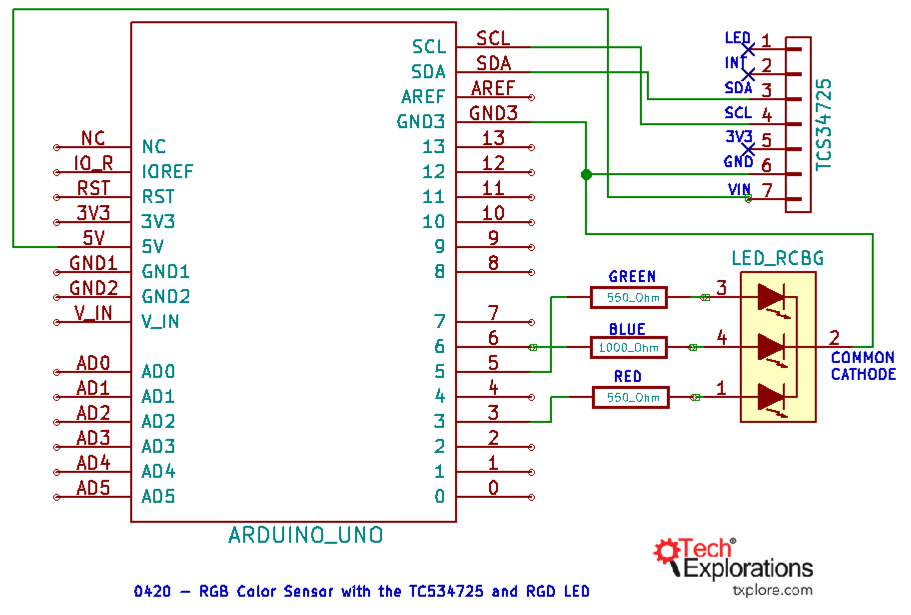 SCL SCL
SDA SDA
AREF AREF
GND3 GND3
NC NC 13 13
IO_R IOREF 12 12
RST RST 11 11
3V3 3V3 10 10
5V 5V 9 9
GND1 GND1 8 8
GND2 GND2
V_IN V_IN 7 7
6 6
AD0 AD0 5 5
AD1 AD1 4 4
AD2 AD2 3 3
AD3 AD3 2 2
AD4 AD4 1 1
AD5 AD5 0 0
ARDUINO_UNO
LED 1
INT 2
SDA 3
SCL 4
3V3 5
GND 6
VIN 7
TCS34725
LED_RCBG
GREEN
550_Ohm 3
BLUE
1000_Ohm 4
RED
550_Ohm 1
2
COMMON
CATHODE
Tech®
Explorations
txplore.com
0420 – RGB Color Sensor with the TC534725 and RGD LED